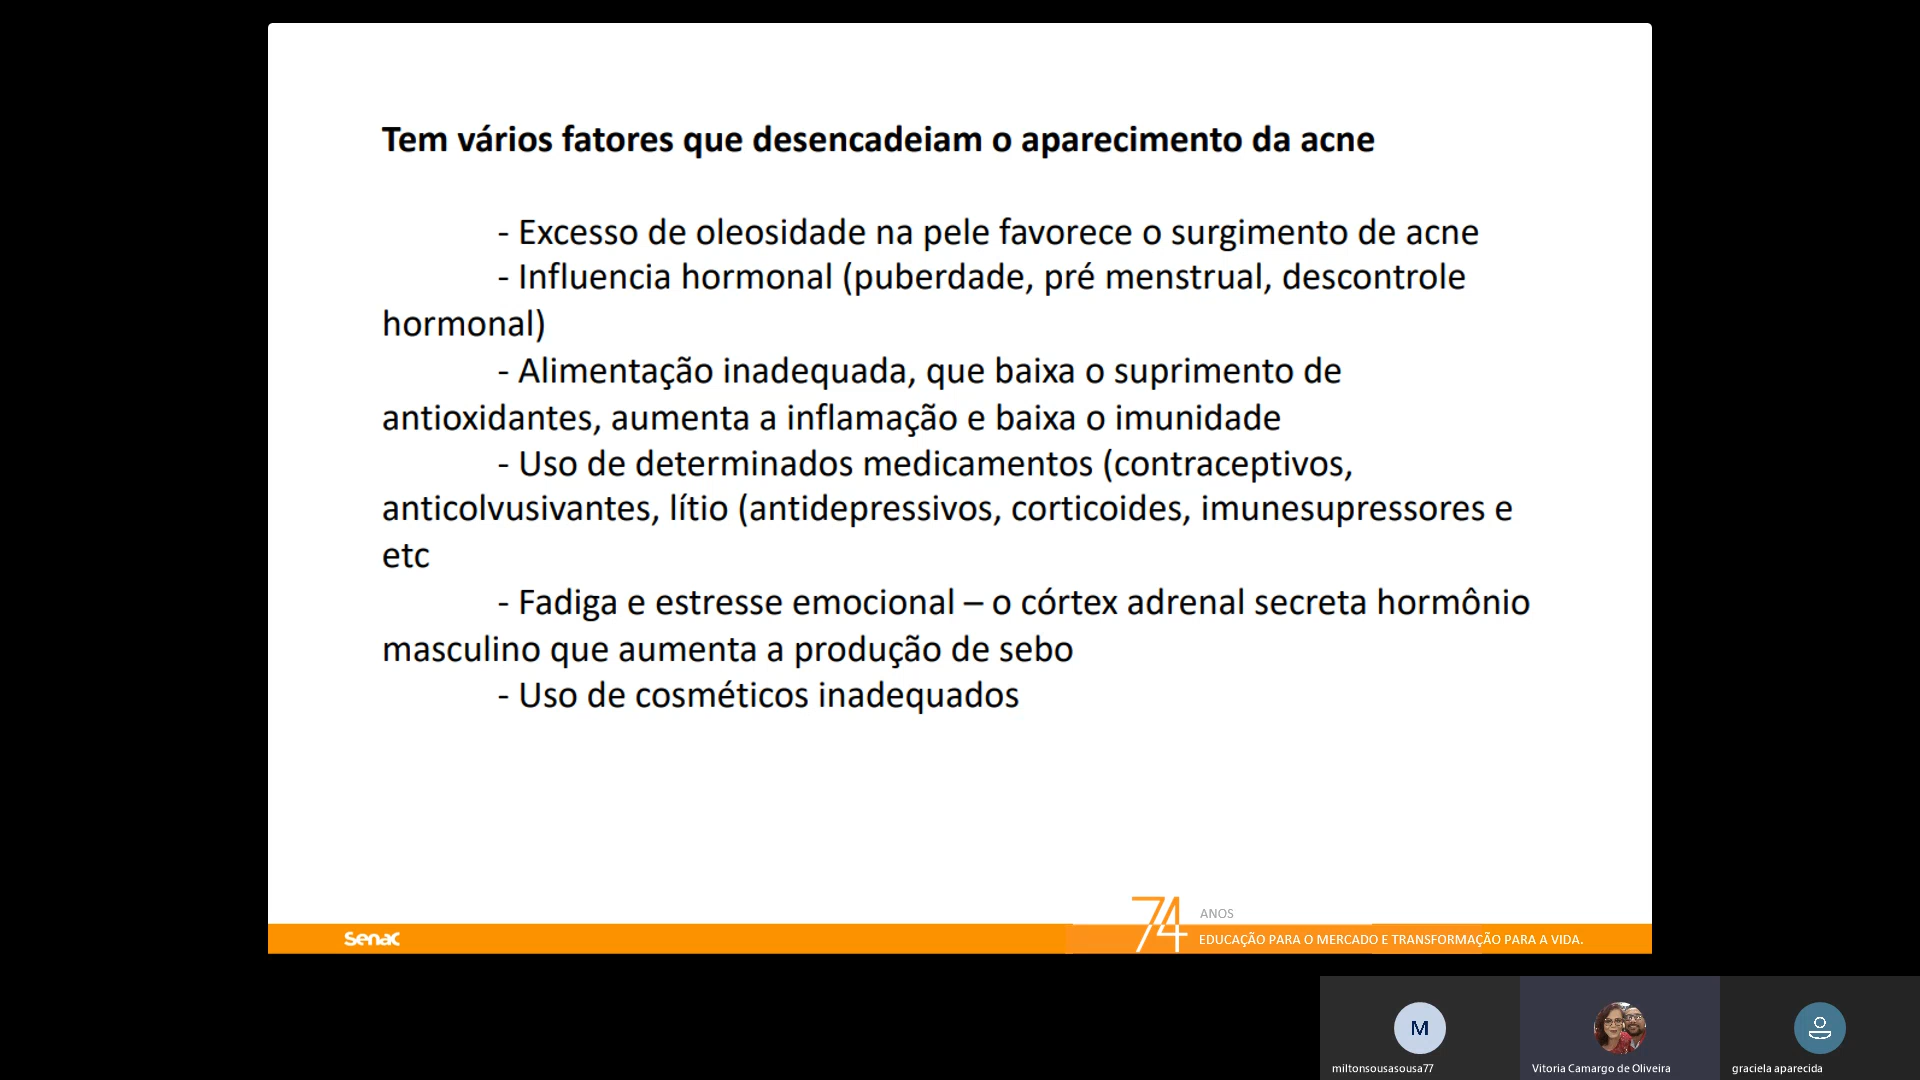 Tem vários fatores que desencadeiam o aparecimento da acne
- Excesso de oleosidade na pele favorece o surgimento de acne
- Influencia hormonal (puberdade, pré menstrual, descontrole
hormonal)
- Alimentação inadequada, que baixa o suprimento de
antioxidantes, aumenta a inflamação e baixa o imunidade
- Uso de determinados medicamentos (contraceptivos,
anticolvusivantes, lítio (antidepressivos, corticoides, imunesupressores e
etc
- Fadiga e estresse emocional – o córtex adrenal secreta hormônio
masculino que aumenta a produção de sebo
- Uso de cosméticos inadequados
74 ANOS
Senac
EDUCAÇÃO PARA O MERCADO E TRANSFORMAÇÃO PARA A VIDA.
M
miltonsousasousa77
Vitoria Camargo de Oliveira
graciela aparecida